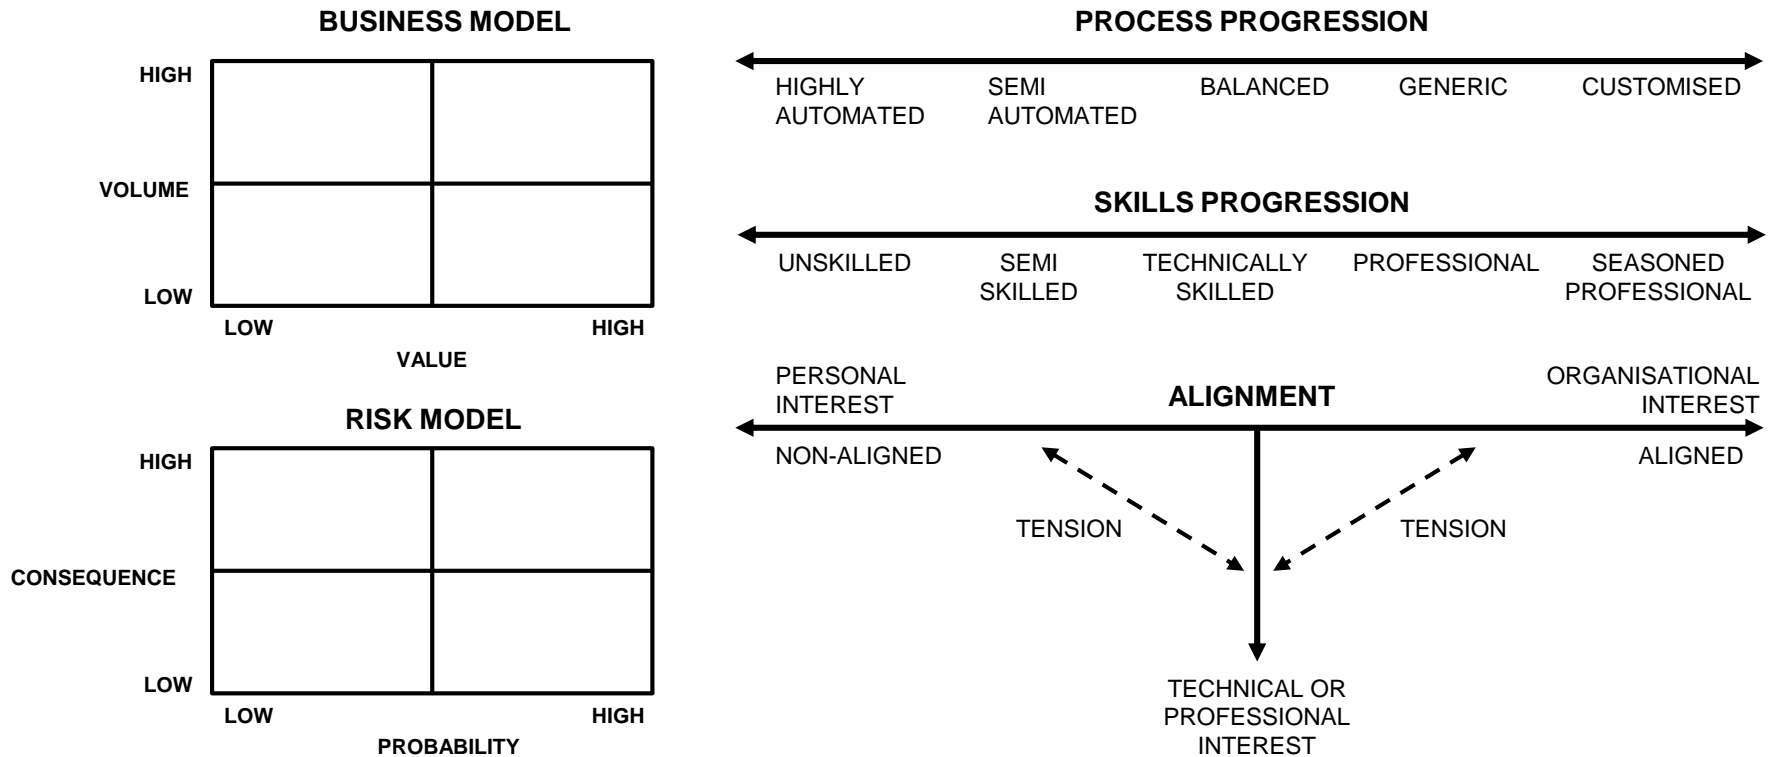 BUSINESS MODEL
HIGH
VOLUME
LOW
LOW
HIGH
VALUE
RISK MODEL
HIGH
CONSEQUENCE
LOW
LOW
HIGH
PROBABILITY
PROCESS PROGRESSION
HIGHLY
AUTOMATED
SEMI
AUTOMATED
BALANCED
GENERIC
CUSTOMISED
SKILLS PROGRESSION
UNSKILLED
SEMI
SKILLED
TECHNICALLY
SKILLED
PROFESSIONAL
SEASONED
PROFESSIONAL
PERSONAL
INTEREST
ALIGNMENT
ORGANISATIONAL
INTEREST
NON-ALIGNED
ALIGNED
TENSION
TENSION
TECHNICAL OR
PROFESSIONAL
INTEREST